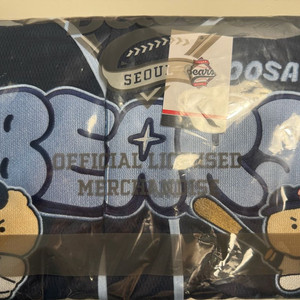 SEOUL
Bears
OOSA
BEARS
OFFICIAL LICENSED
MERCHANDISE